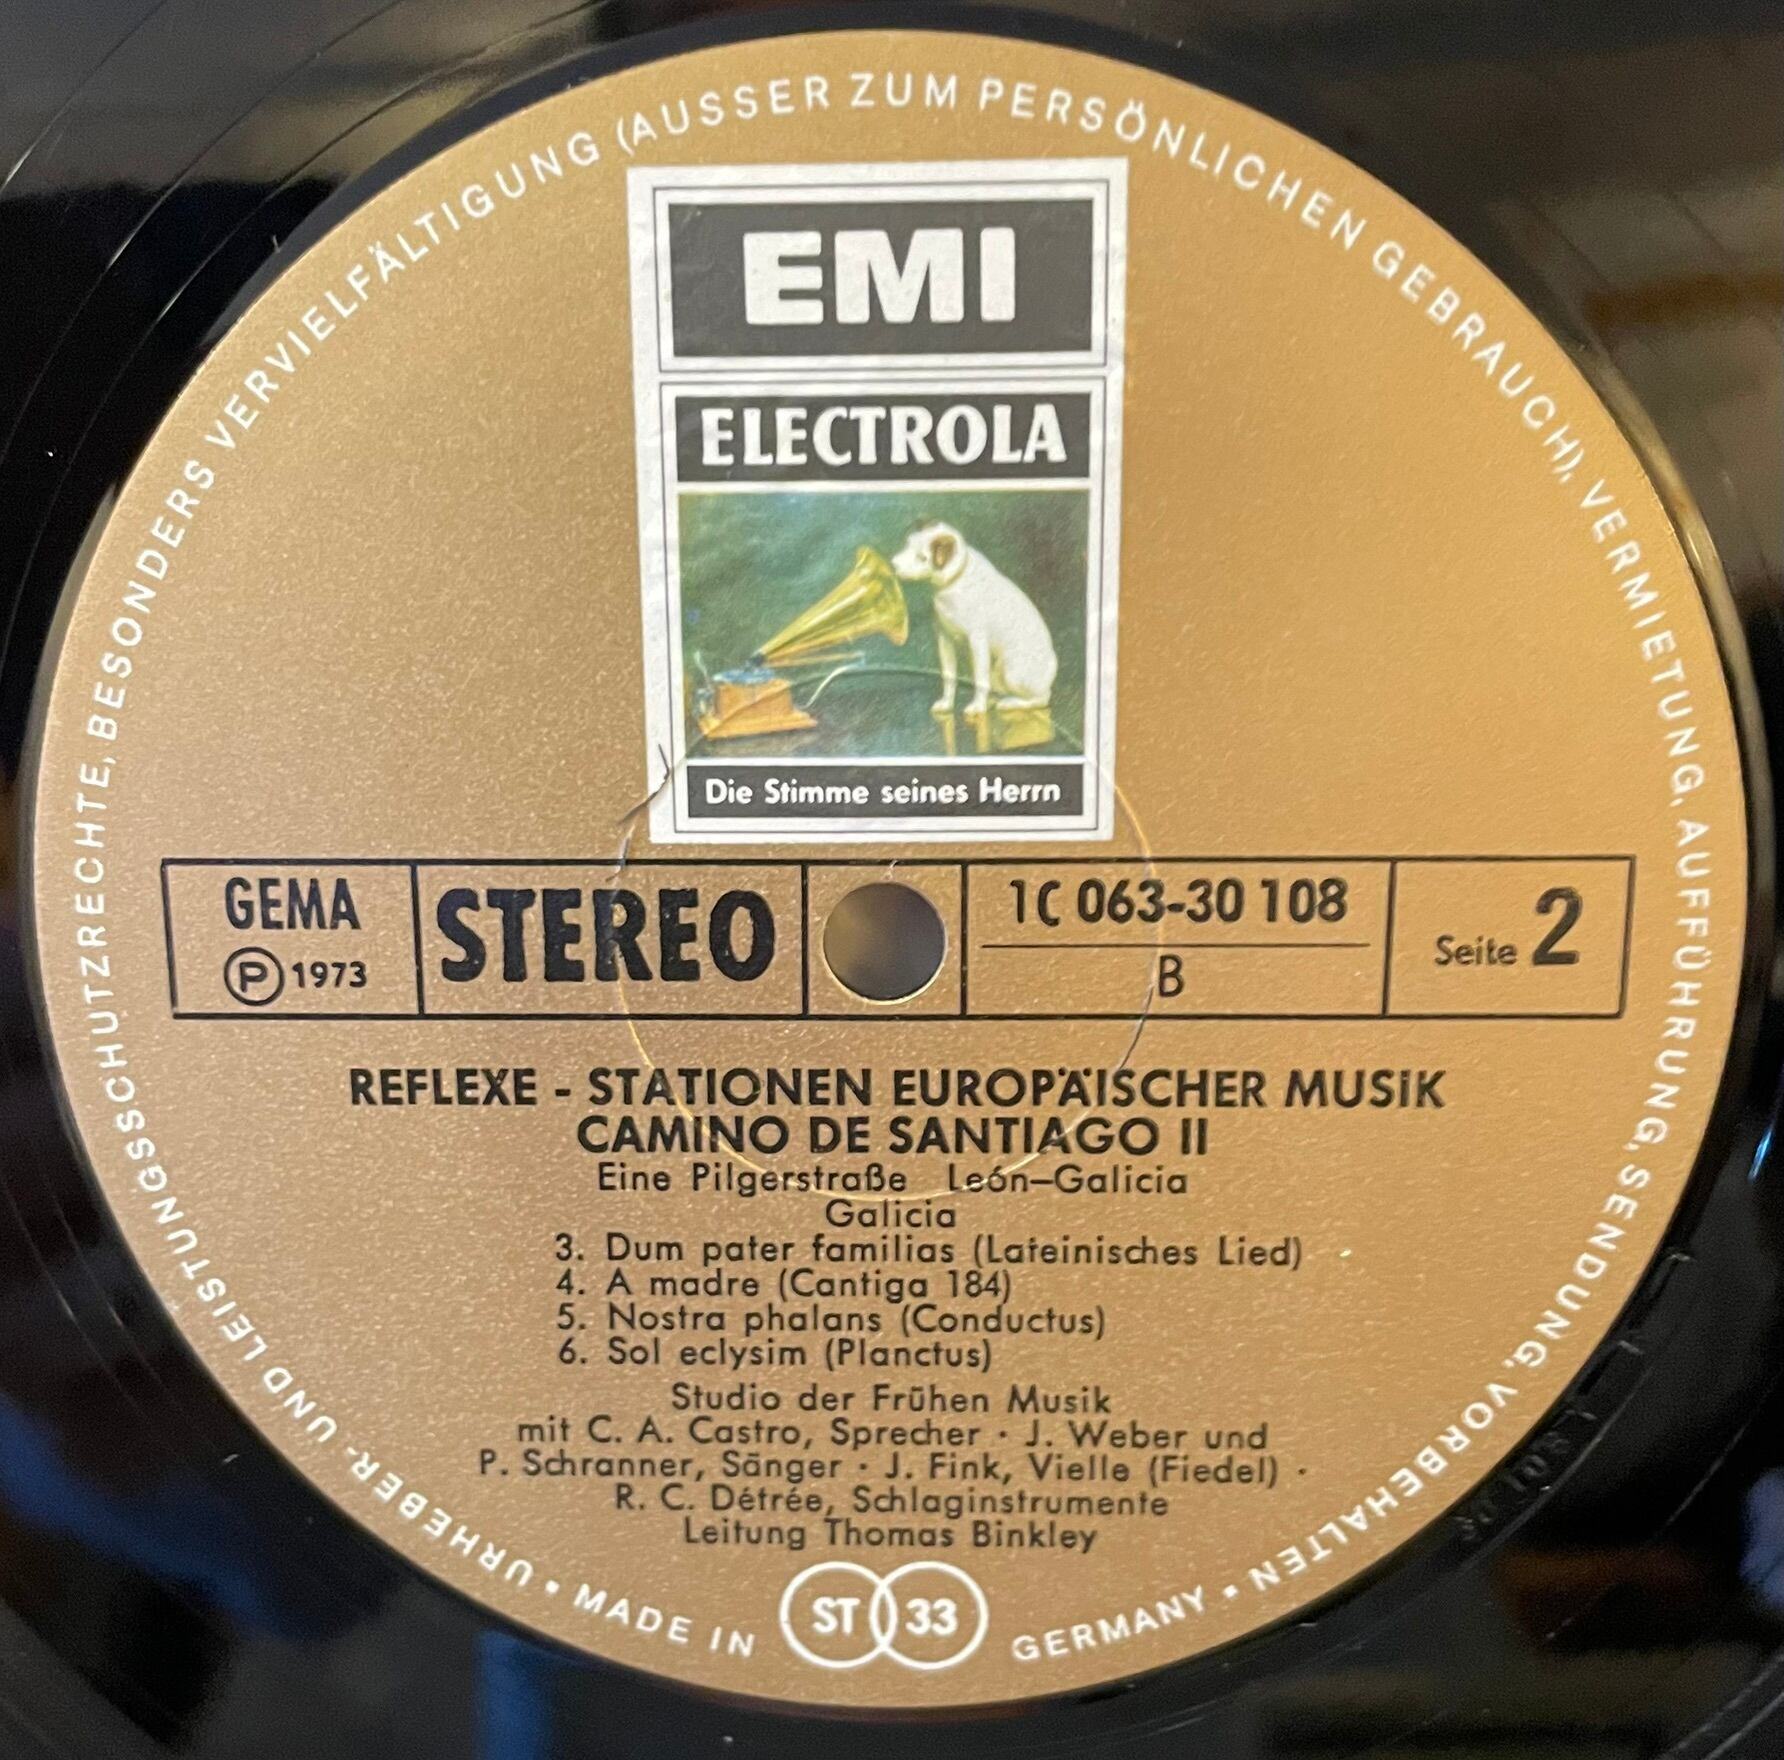 URHEBER- UND LEISTUNGSSCHUTZRECHTE, BESONDERS VERVIELFÄLTIGUNG (AUSSER ZUM PERSÖNLICHEN GEBRAUCH), VERMIETUNG, AUFFÜHRUNG, SENDUNG, VORBEHALTEN •
EMI
ELECTROLA
Die Stimme seines Herrn
GEMA
Ⓟ 1973
STEREO
1C 063-30 108
B
Seite 2
REFLEXE - STATIONEN EUROPÄISCHER MUSIK
CAMINO DE SANTIAGO II
Eine Pilgerstraße León–Galicia
Galicia
3. Dum pater familias (Lateinisches Lied)
4. A madre (Cantiga 184)
5. Nostra phalans (Conductus)
6. Sol eclysim (Planctus)
Studio der Frühen Musik
mit C. A. Castro, Sprecher · J. Weber und
P. Schranner, Sänger · J. Fink, Vielle (Fiedel) ·
R. C. Détrée, Schlaginstrumente
Leitung Thomas Binkley
ST 33
• MADE IN GERMANY